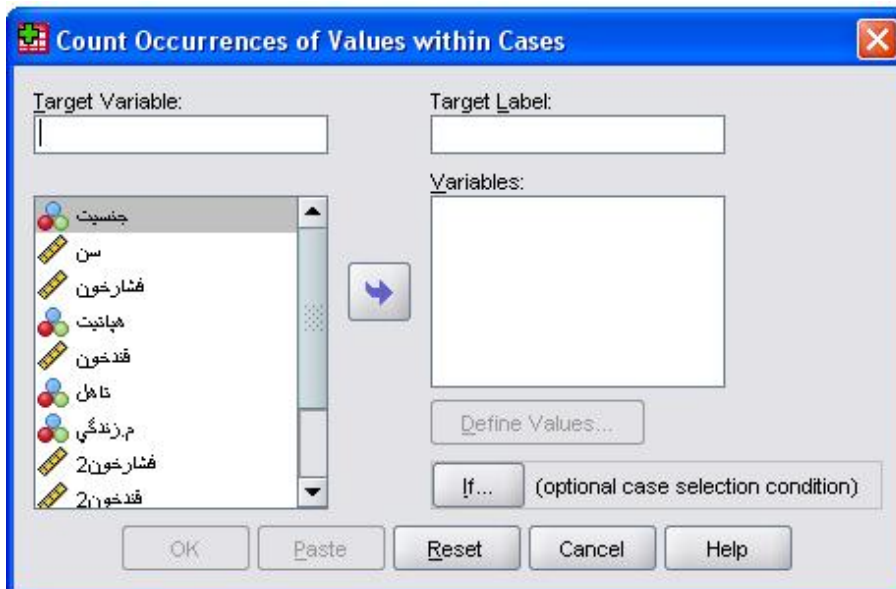 Count Occurrences of Values within Cases
Target Variable:
Target Label:
Variables:
جنسیت
سن
فشارخون
هپاتیت
قندخون
تاهل
م.زندگي
فشارخون2
قندخون2
Define Values...
If... (optional case selection condition)
OK Paste Reset Cancel Help